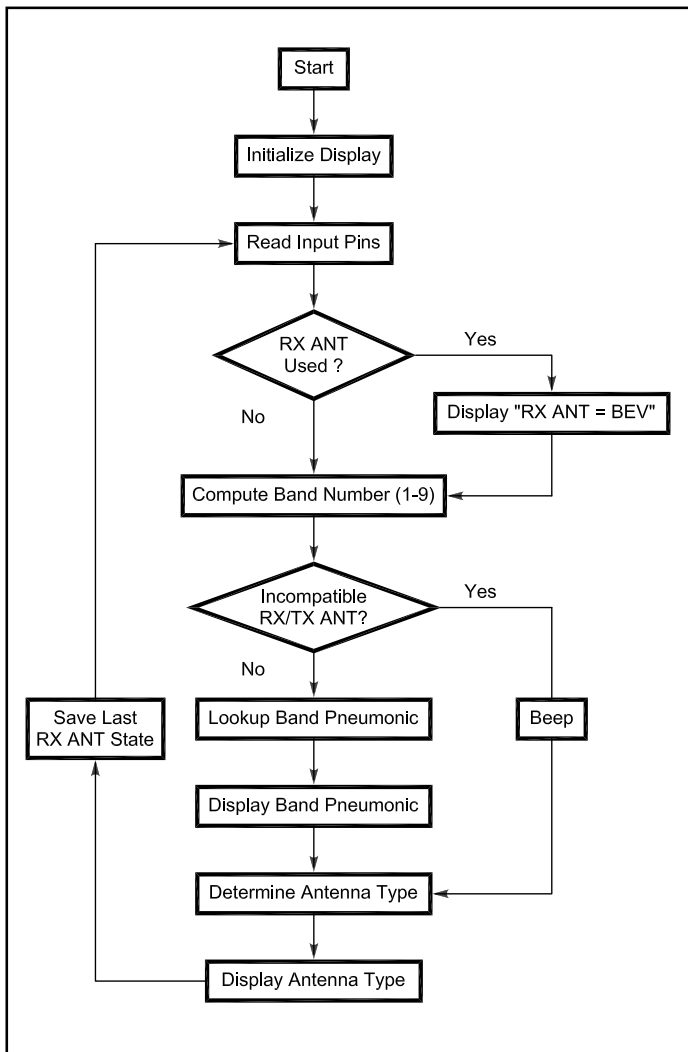 Start
Initialize Display
Read Input Pins
RX ANT
Used ?
Yes
No
Display "RX ANT = BEV"
Compute Band Number (1-9)
Incompatible
RX/TX ANT?
Yes
No
Lookup Band Pneumonic
Beep
Save Last
RX ANT State
Display Band Pneumonic
Determine Antenna Type
Display Antenna Type